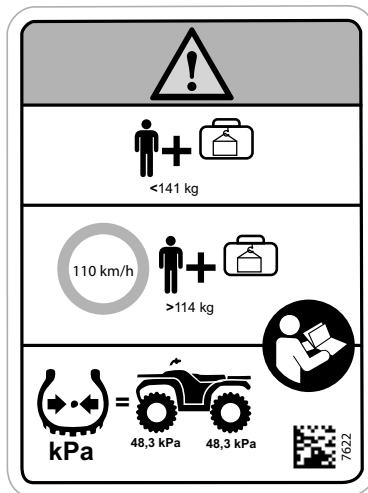 <141 kg
110 km/h
>114 kg
kPa
=
48,3 kPa 48,3 kPa
7622